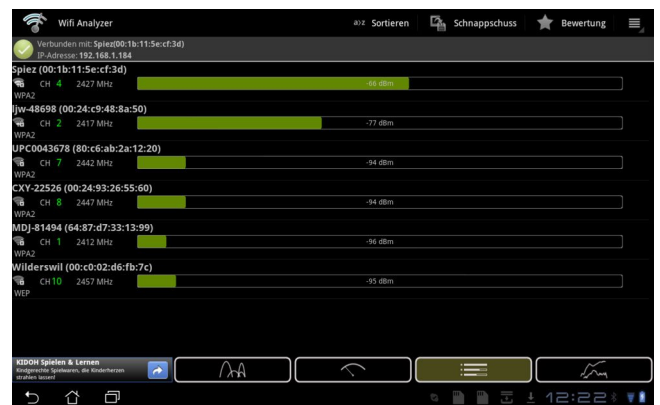 Wifi Analyzer
Sortieren
Schnappschuss
Bewertung
Verbunden mit: Spiez(00:1b:11:5e:cf:3d)
IP-Adresse: 192.168.1.184
Spiez (00:1b:11:5e:cf:3d)
CH 4 2427 MHz -66 dBm
WPA2
ljw-48698 (00:24:c9:48:8a:50)
CH 2 2417 MHz -77 dBm
WPA2
UPC0043678 (80:c6:ab:2a:12:20)
CH 7 2442 MHz -94 dBm
WPA2
CXY-22526 (00:24:93:26:55:60)
CH 8 2447 MHz -94 dBm
WPA2
MDJ-81494 (64:87:d7:33:13:99)
CH 1 2412 MHz -96 dBm
WPA2
Wilderswil (00:c0:02:d6:fb:7c)
CH 10 2457 MHz -95 dBm
WEP
KIDOH Spielen & Lernen
Kindgerechte Spielwaren, die Kinderherzen
strahlen lassen!
12:22